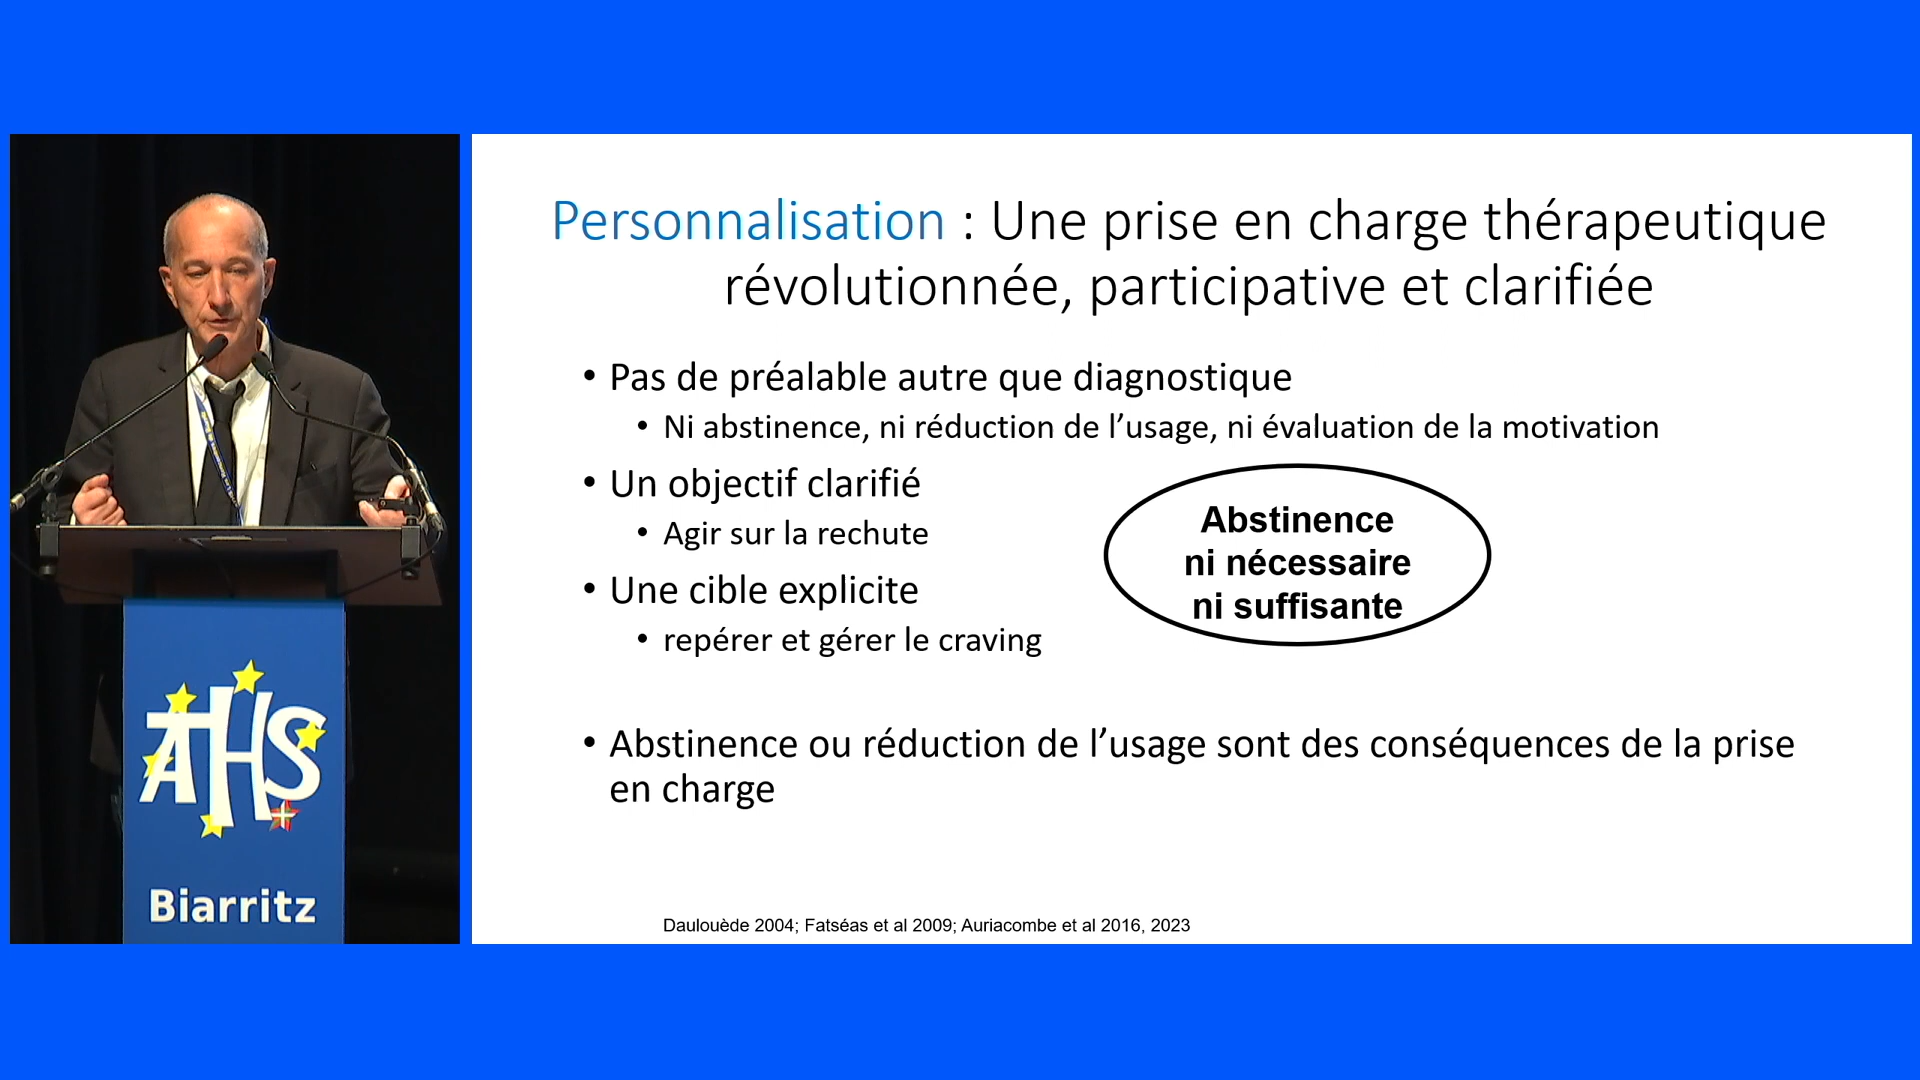 Personnalisation : Une prise en charge thérapeutique
révolutionnée, participative et clarifiée
• Pas de préalable autre que diagnostique
• Ni abstinence, ni réduction de l’usage, ni évaluation de la motivation
• Un objectif clarifié
• Agir sur la rechute
• Une cible explicite
• repérer et gérer le craving
Abstinence
ni nécessaire
ni suffisante
• Abstinence ou réduction de l’usage sont des conséquences de la prise
en charge
Daulouède 2004; Fatséas et al 2009; Auriacombe et al 2016, 2023
ATHS
Biarritz